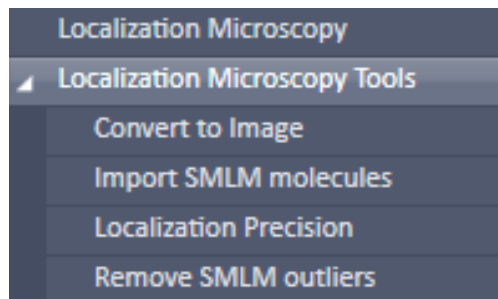 Localization Microscopy
Localization Microscopy Tools
Convert to Image
Import SMLM molecules
Localization Precision
Remove SMLM outliers